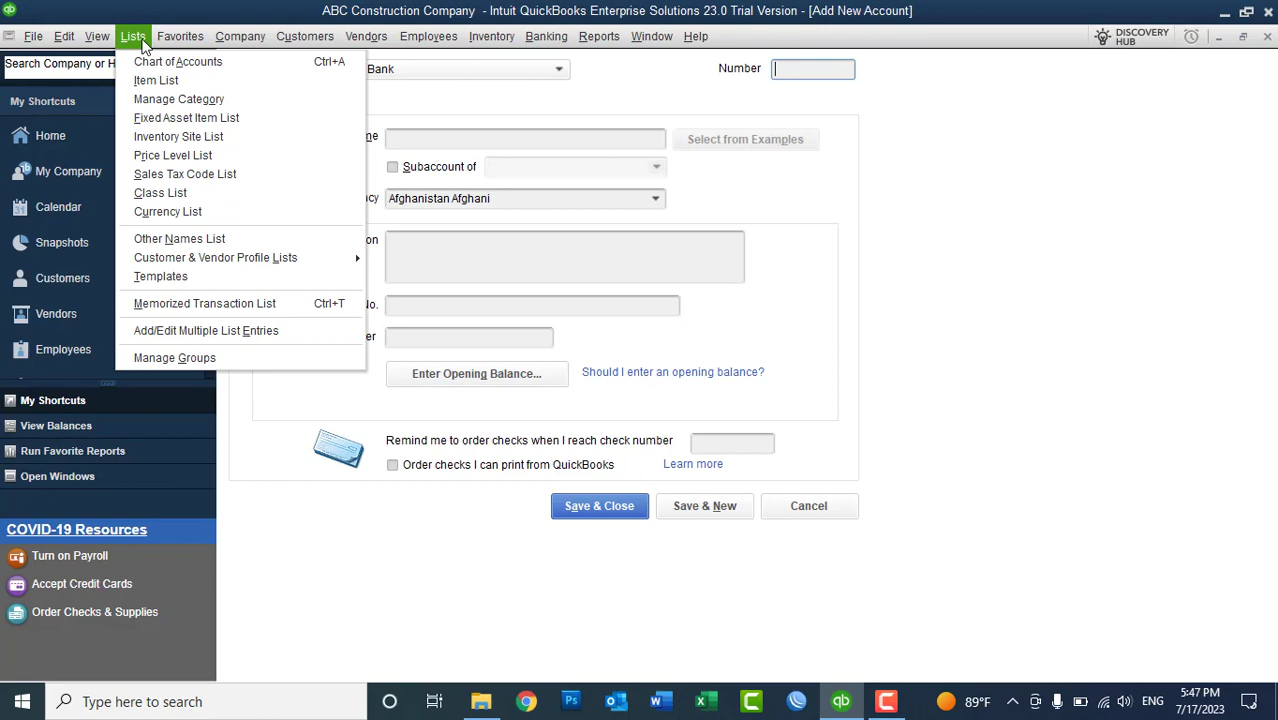 ABC Construction Company - Intuit QuickBooks Enterprise Solutions 23.0 Trial Version - [Add New Account]
File Edit View Lists Favorites Company Customers Vendors Employees Inventory Banking Reports Window Help DISCOVERY HUB
Search Company or H
Bank
Number
My Shortcuts
Home
My Company
Calendar
Snapshots
Customers
Vendors
Employees
My Shortcuts
View Balances
Run Favorite Reports
Open Windows
COVID-19 Resources
Turn on Payroll
Accept Credit Cards
Order Checks & Supplies
Chart of Accounts Ctrl+A
Item List
Manage Category
Fixed Asset Item List
Inventory Site List
Price Level List
Sales Tax Code List
Class List
Currency List
Other Names List
Customer & Vendor Profile Lists
Templates
Memorized Transaction List Ctrl+T
Add/Edit Multiple List Entries
Manage Groups
me
Select from Examples
Subaccount of
cy Afghanistan Afghani
on
No.
er
Enter Opening Balance...
Should I enter an opening balance?
Remind me to order checks when I reach check number
Order checks I can print from QuickBooks
Learn more
Save & Close
Save & New
Cancel
Type here to search
89°F
ENG
5:47 PM
7/17/2023